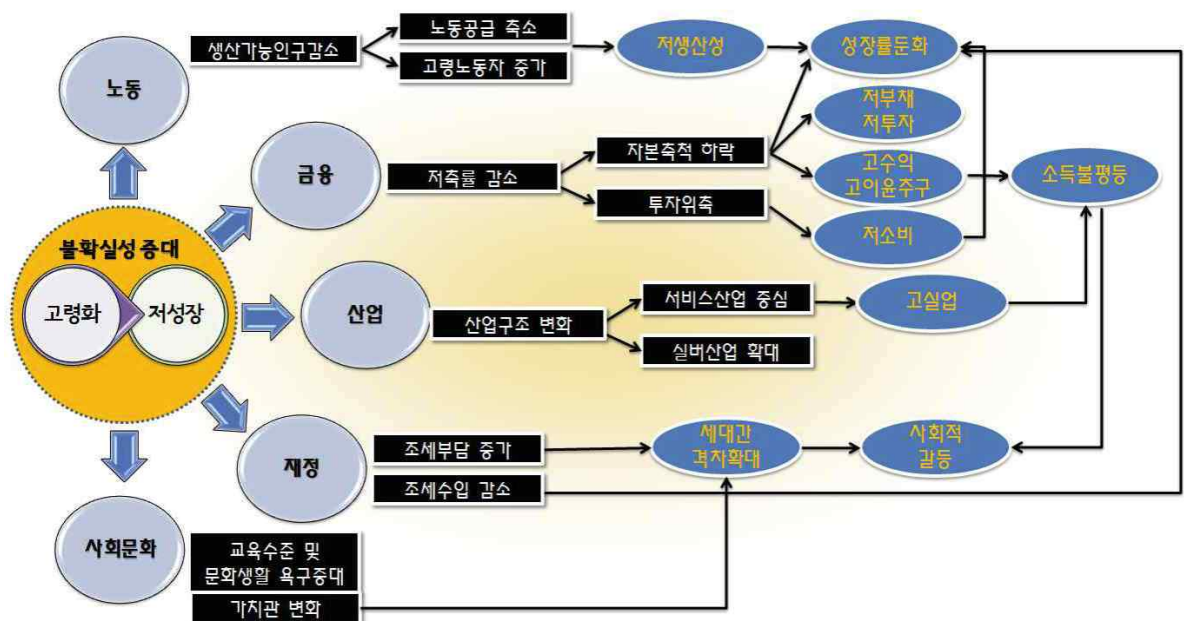 노동
생산가능인구감소
노동공급 축소
고령노동자 증가
저생산성
성장률둔화
금융
저축률 감소
자본축척 하락
투자위축
저부채
저투자
고수익
고이윤추구
저소비
소득불평등
불확실성 증대
고령화
저성장
산업
산업구조 변화
서비스산업 중심
실버산업 확대
고실업
재정
조세부담 증가
조세수입 감소
세대간
격차확대
사회적
갈등
사회문화
교육수준 및
문화생활 욕구증대
가치관 변화